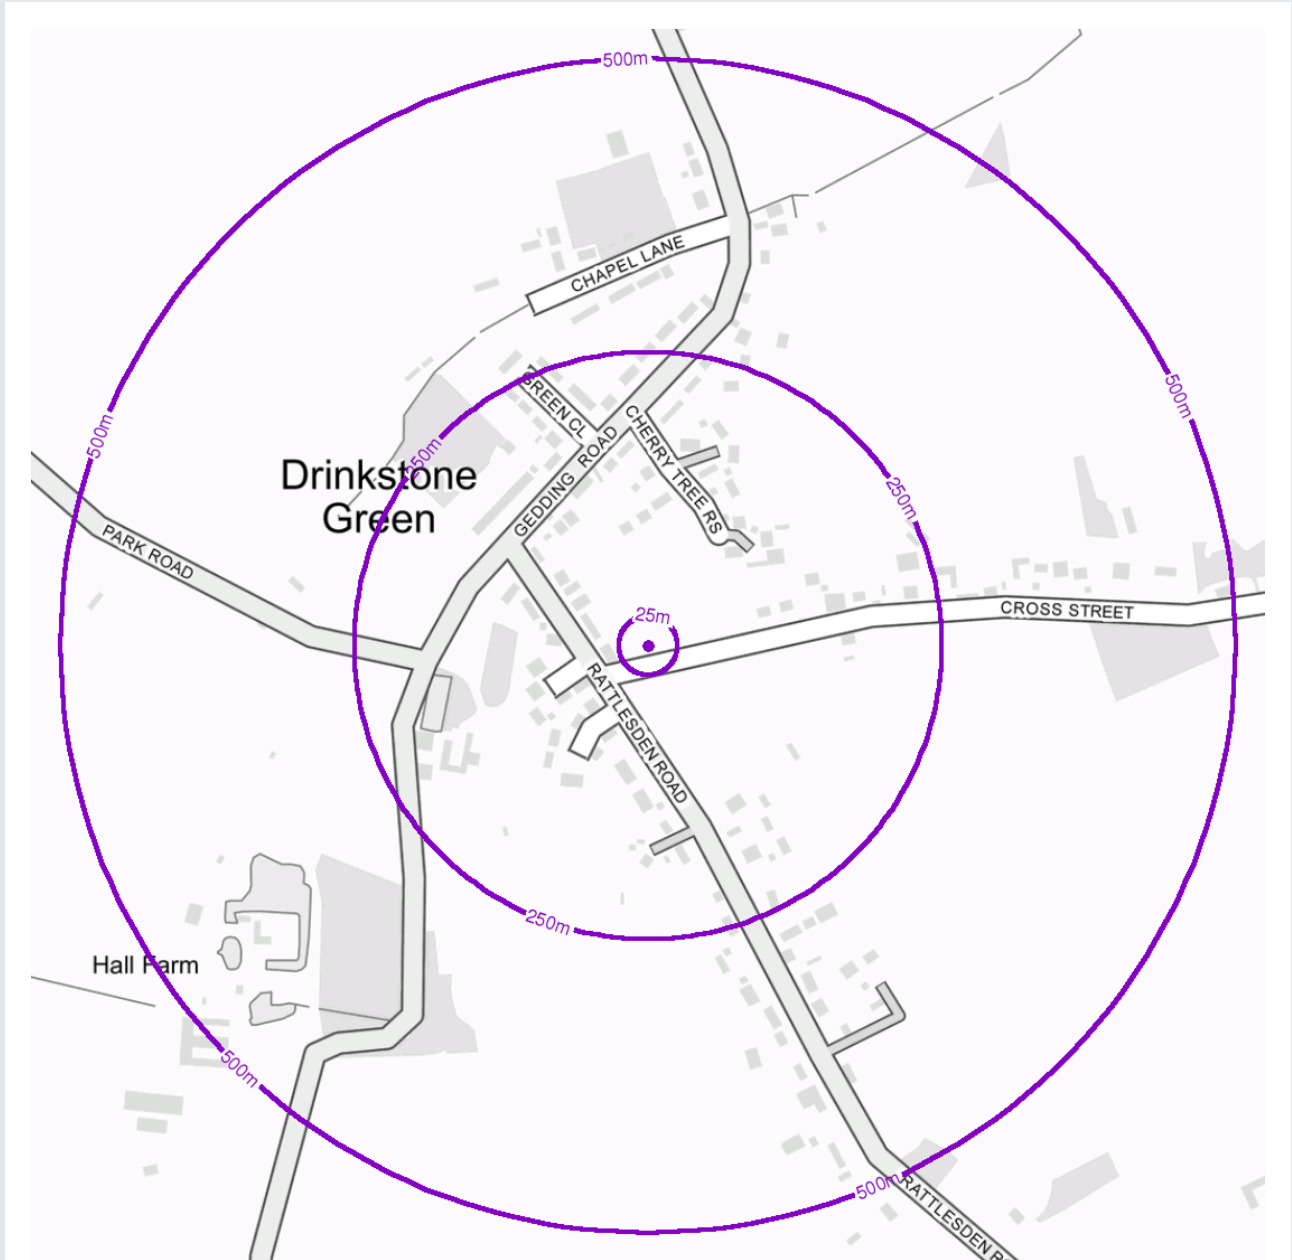 500m
CHAPEL LANE
GREEN CL
CHERRY TREE RS
500m
500m
250m
GEDDING ROAD
Drinkstone
Green
250m
PARK ROAD
CROSS STREET
25m
RATTLESDEN ROAD
250m
Hall Farm
500m
500m
RATTLESDEN R